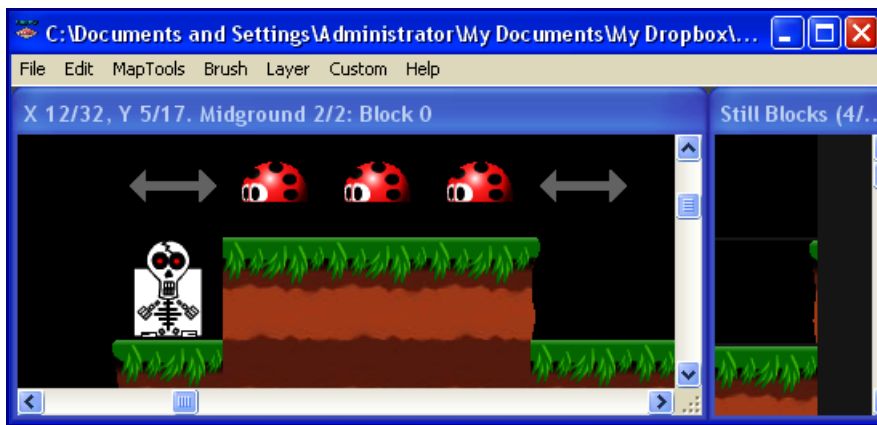 C:\Documents and Settings\Administrator\My Documents\My Dropbox\...
File Edit MapTools Brush Layer Custom Help
X 12/32, Y 5/17. Midground 2/2: Block 0
Still Blocks (4/..